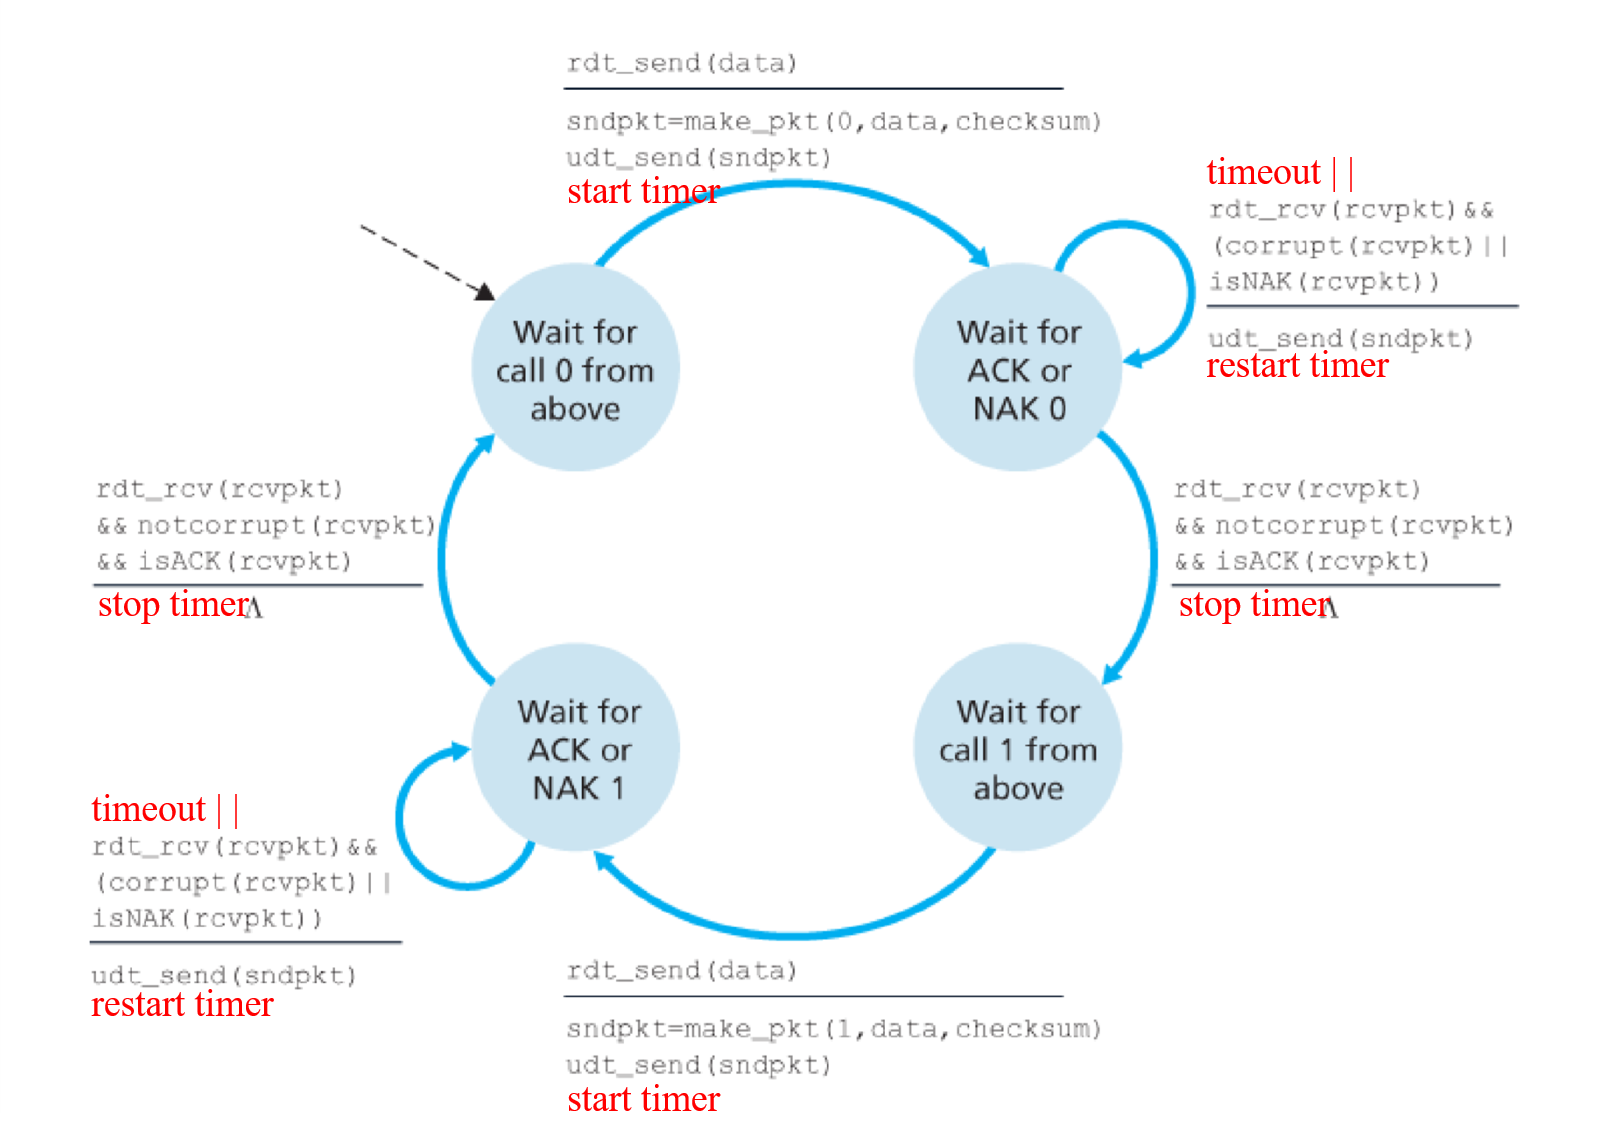 rdt_send(data)
sndpkt=make_pkt(0,data,checksum)
udt_send(sndpkt)
start timer
timeout | |
rdt_rcv(rcvpkt)&&
(corrupt(rcvpkt)||
isNAK(rcvpkt))
udt_send(sndpkt)
restart timer
Wait for
call 0 from
above
Wait for
ACK or
NAK 0
rdt_rcv(rcvpkt)
&& notcorrupt(rcvpkt)
&& isACK(rcvpkt)
stop timerΛ
rdt_rcv(rcvpkt)
&& notcorrupt(rcvpkt)
&& isACK(rcvpkt)
stop timerΛ
Wait for
ACK or
NAK 1
Wait for
call 1 from
above
timeout | |
rdt_rcv(rcvpkt)&&
(corrupt(rcvpkt)||
isNAK(rcvpkt))
udt_send(sndpkt)
restart timer
rdt_send(data)
sndpkt=make_pkt(1,data,checksum)
udt_send(sndpkt)
start timer